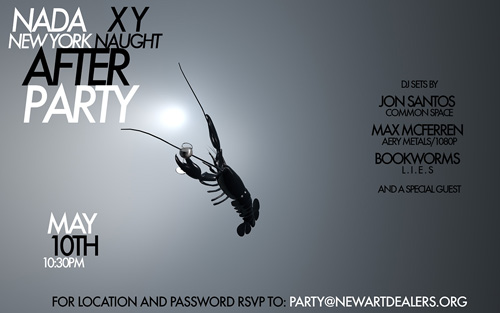 NADA XY
NEW YORK NAUGHT
AFTER
PARTY
DJ SETS BY
JON SANTOS
COMMON SPACE
MAX MCFERREN
AERY METALS/1080P
BOOKWORMS
L.I.E.S
AND A SPECIAL GUEST
MAY
10TH
10:30PM
FOR LOCATION AND PASSWORD RSVP TO: PARTY@NEWARTDEALERS.ORG